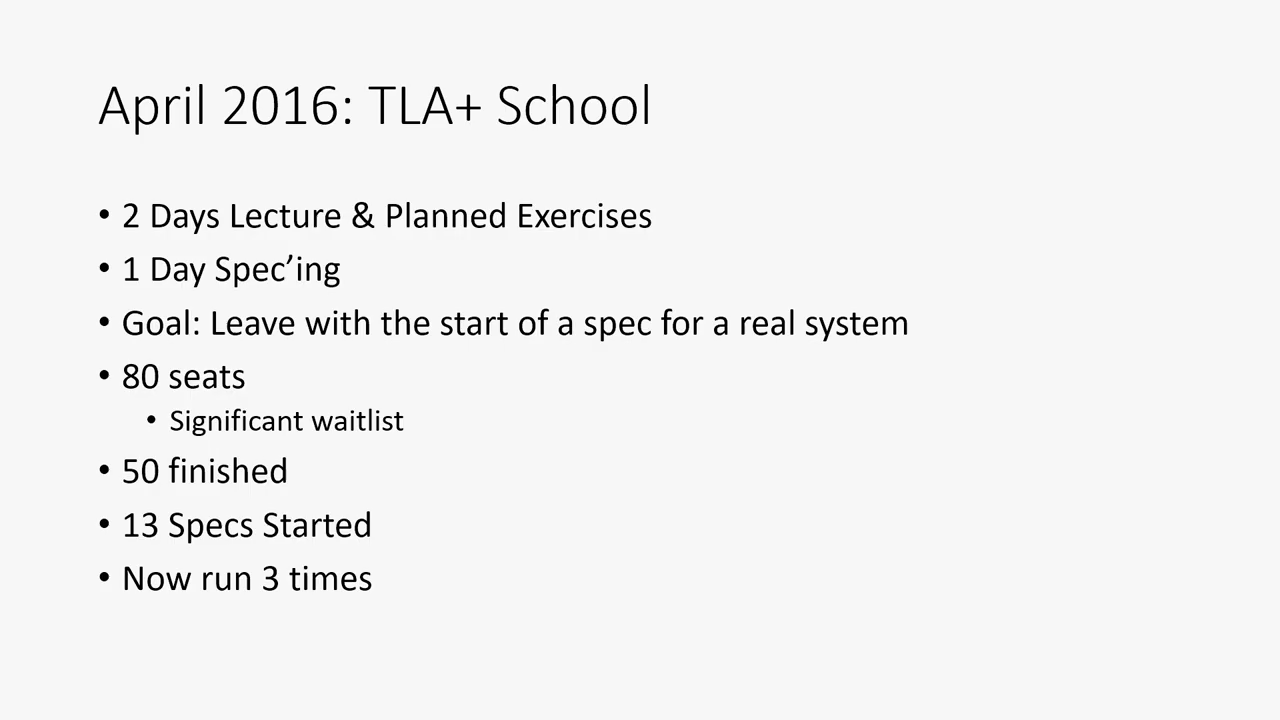 April 2016: TLA+ School
• 2 Days Lecture & Planned Exercises
• 1 Day Spec’ing
• Goal: Leave with the start of a spec for a real system
• 80 seats
• Significant waitlist
• 50 finished
• 13 Specs Started
• Now run 3 times